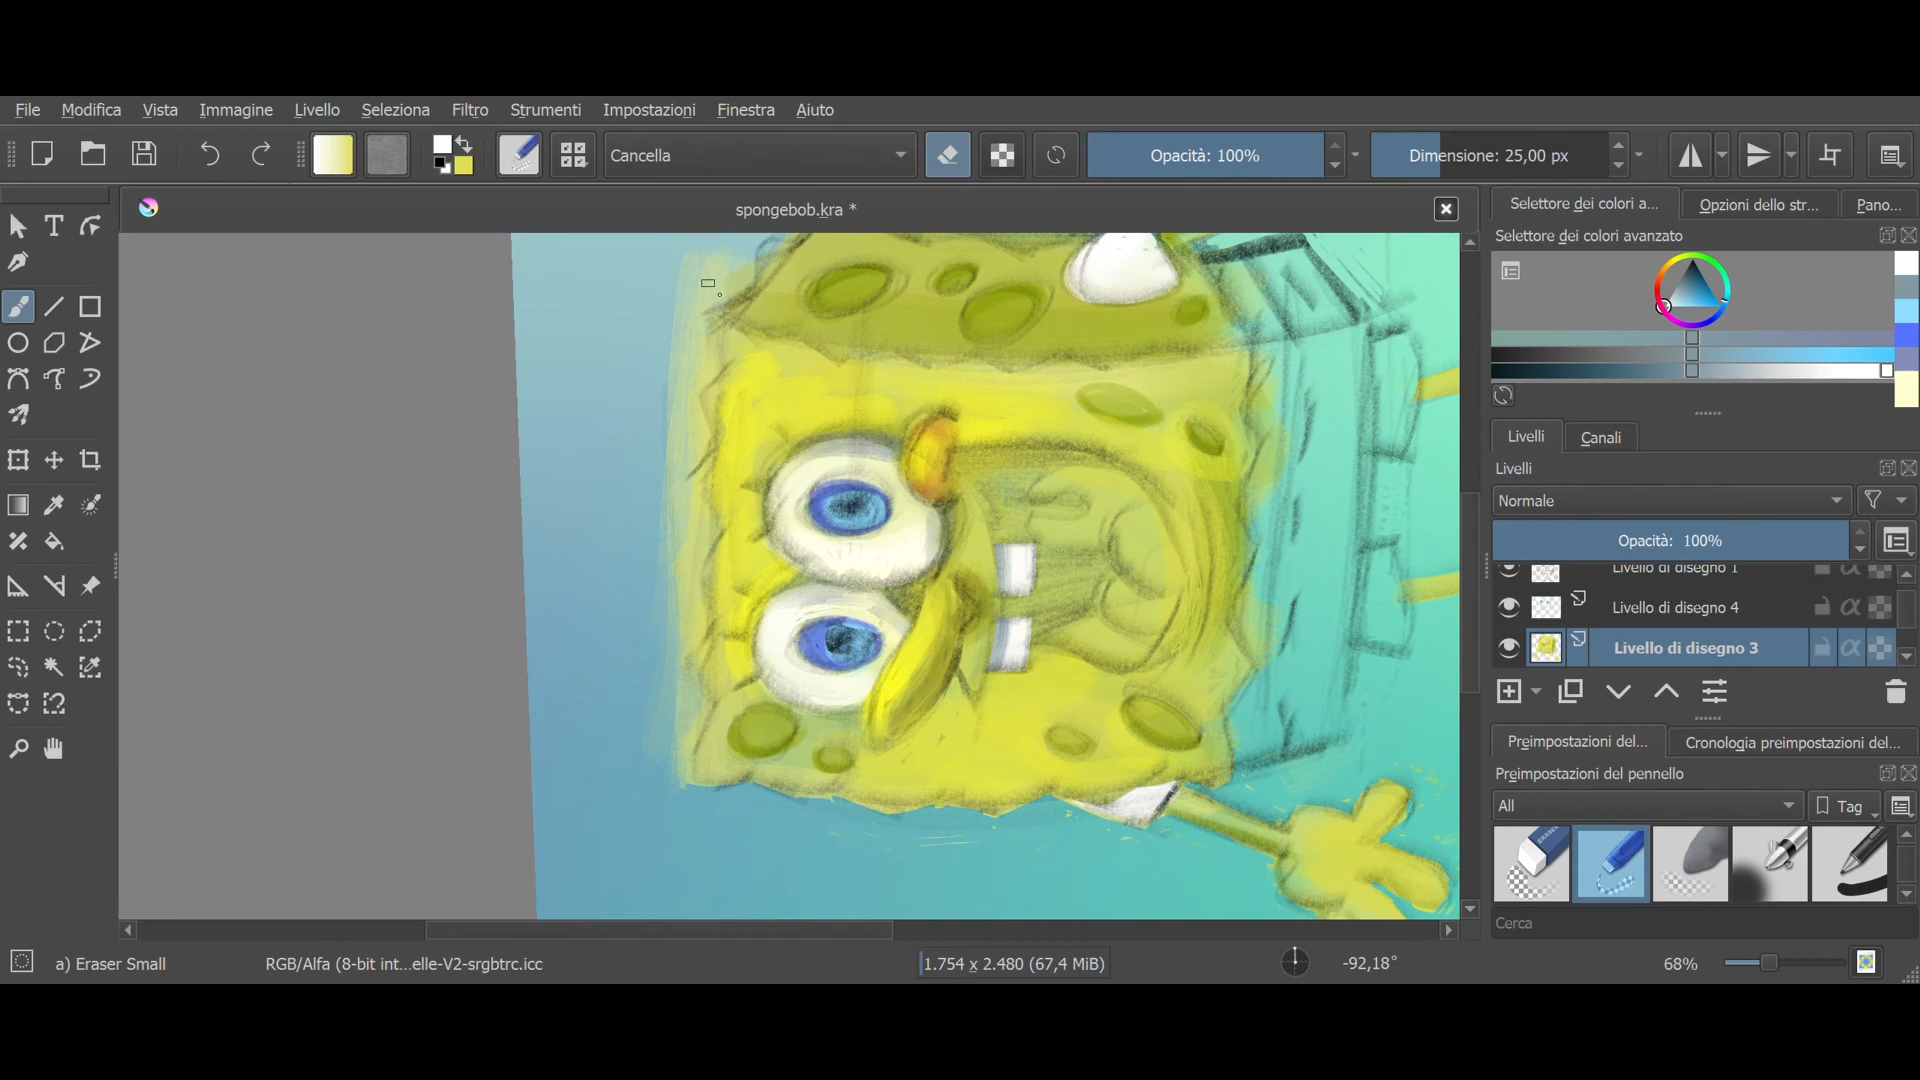 File Modifica Vista Immagine Livello Seleziona Filtro Strumenti Impostazioni Finestra Aiuto
Cancella Opacità: 100% Dimensione: 25,00 px
spongebob.kra *
Selettore dei colori a... Opzioni dello str... Pano...
Selettore dei colori avanzato
Livelli Canali
Livelli
Normale
Opacità: 100%
Livello di disegno 1
Livello di disegno 4
Livello di disegno 3
Preimpostazioni del... Cronologia preimpostazioni del...
Preimpostazioni del pennello
All Tag
Cerca
a) Eraser Small RGB/Alfa (8-bit int...elle-V2-srgbtrc.icc 1.754 x 2.480 (67,4 MiB) -92,18° 68%